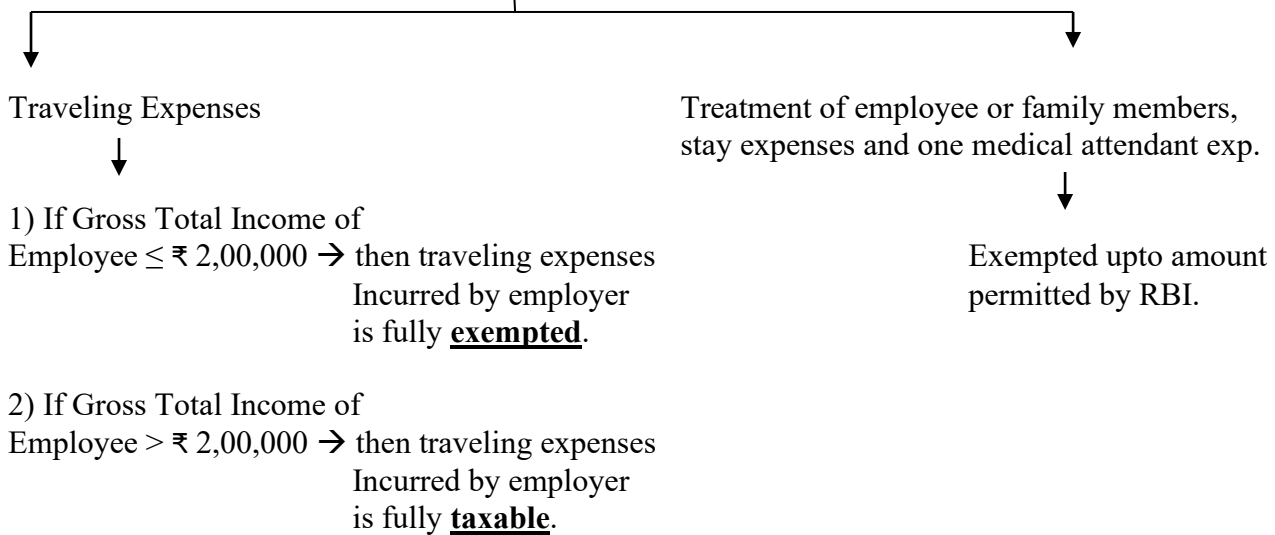 Traveling Expenses
1) If Gross Total Income of
Employee ≤ ₹ 2,00,000 → then traveling expenses
Incurred by employer
is fully exempted.
2) If Gross Total Income of
Employee > ₹ 2,00,000 → then traveling expenses
Incurred by employer
is fully taxable.
Treatment of employee or family members,
stay expenses and one medical attendant exp.
Exempted upto amount
permitted by RBI.